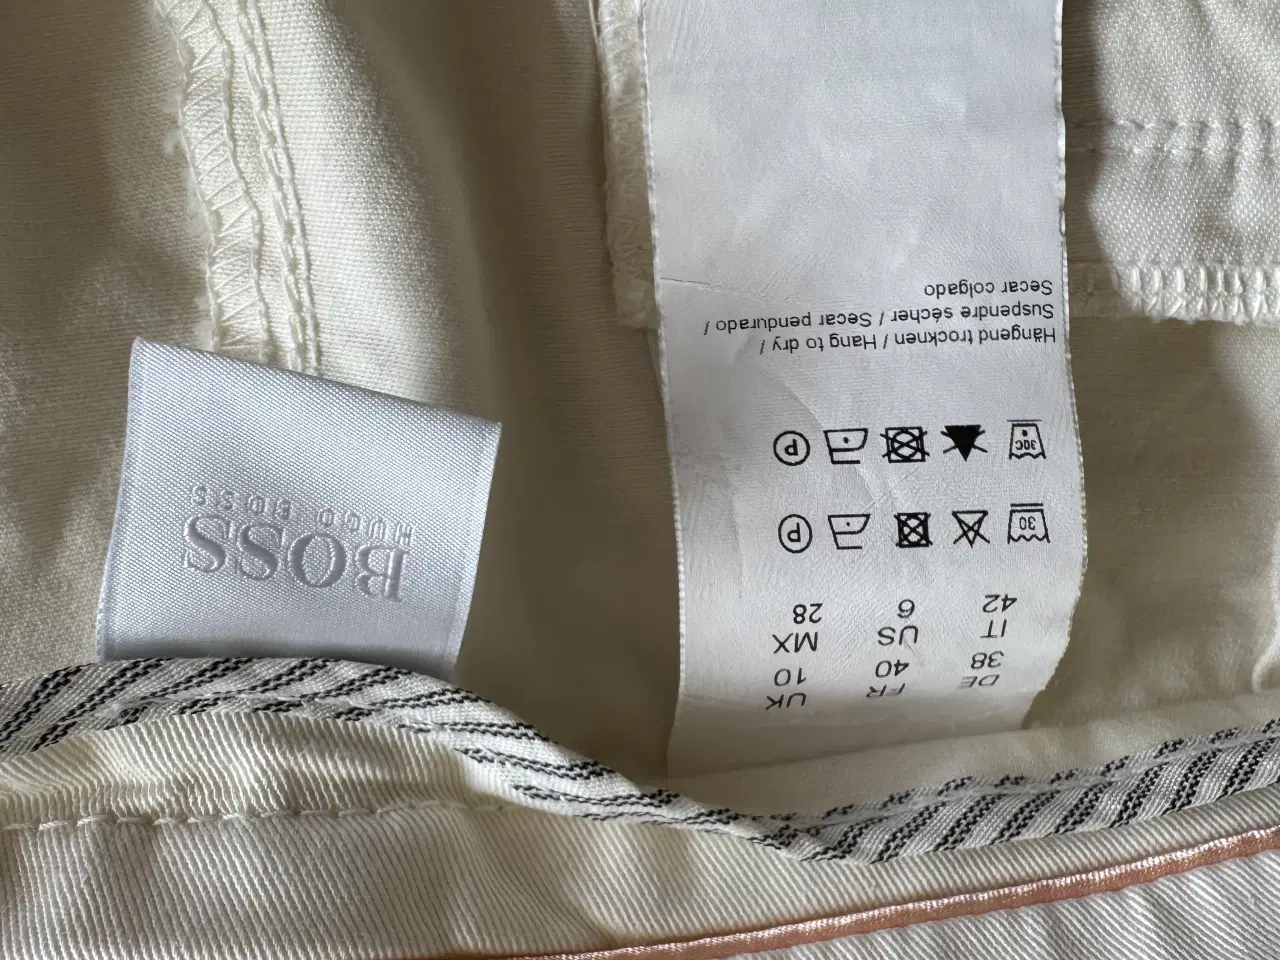 BOSS
HUGO BOSS
DE FR UK
38 40 10
IT US MX
42 6 28
30 P
30°C P
Hängend trocknen / Hang to dry /
Suspendre sécher / Secar pendurado /
Secar colgado